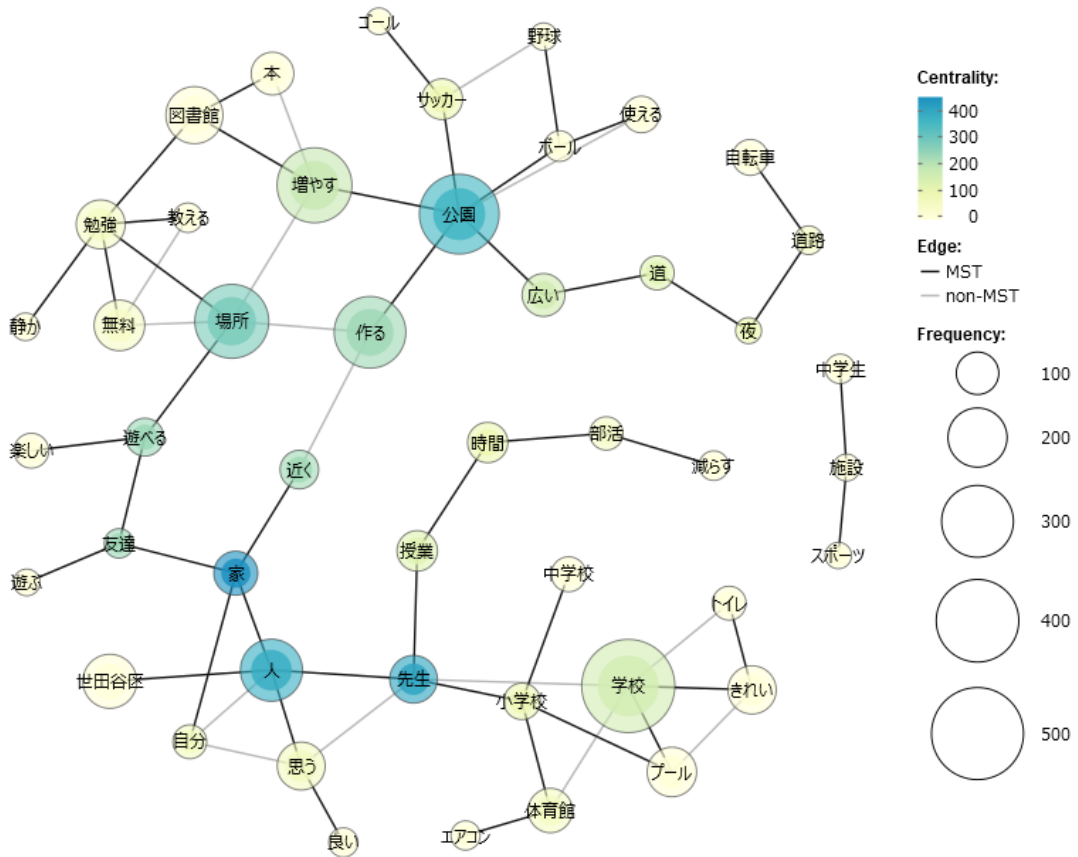 ゴール
野球
本
サッカー
使える
図書館
ボール
自転車
増やす
公園
教える
勉強
道路
道
広い
静か
無料
場所
作る
夜
中学生
楽しい
遊べる
時間
部活
減らす
施設
近く
友達
授業
スポーツ
遊ぶ
家
中学校
トイレ
世田谷区
人
先生
小学校
学校
きれい
自分
思う
プール
体育館
エアコン
良い
Centrality:
400
300
200
100
0
Edge:
MST
non-MST
Frequency:
100
200
300
400
500